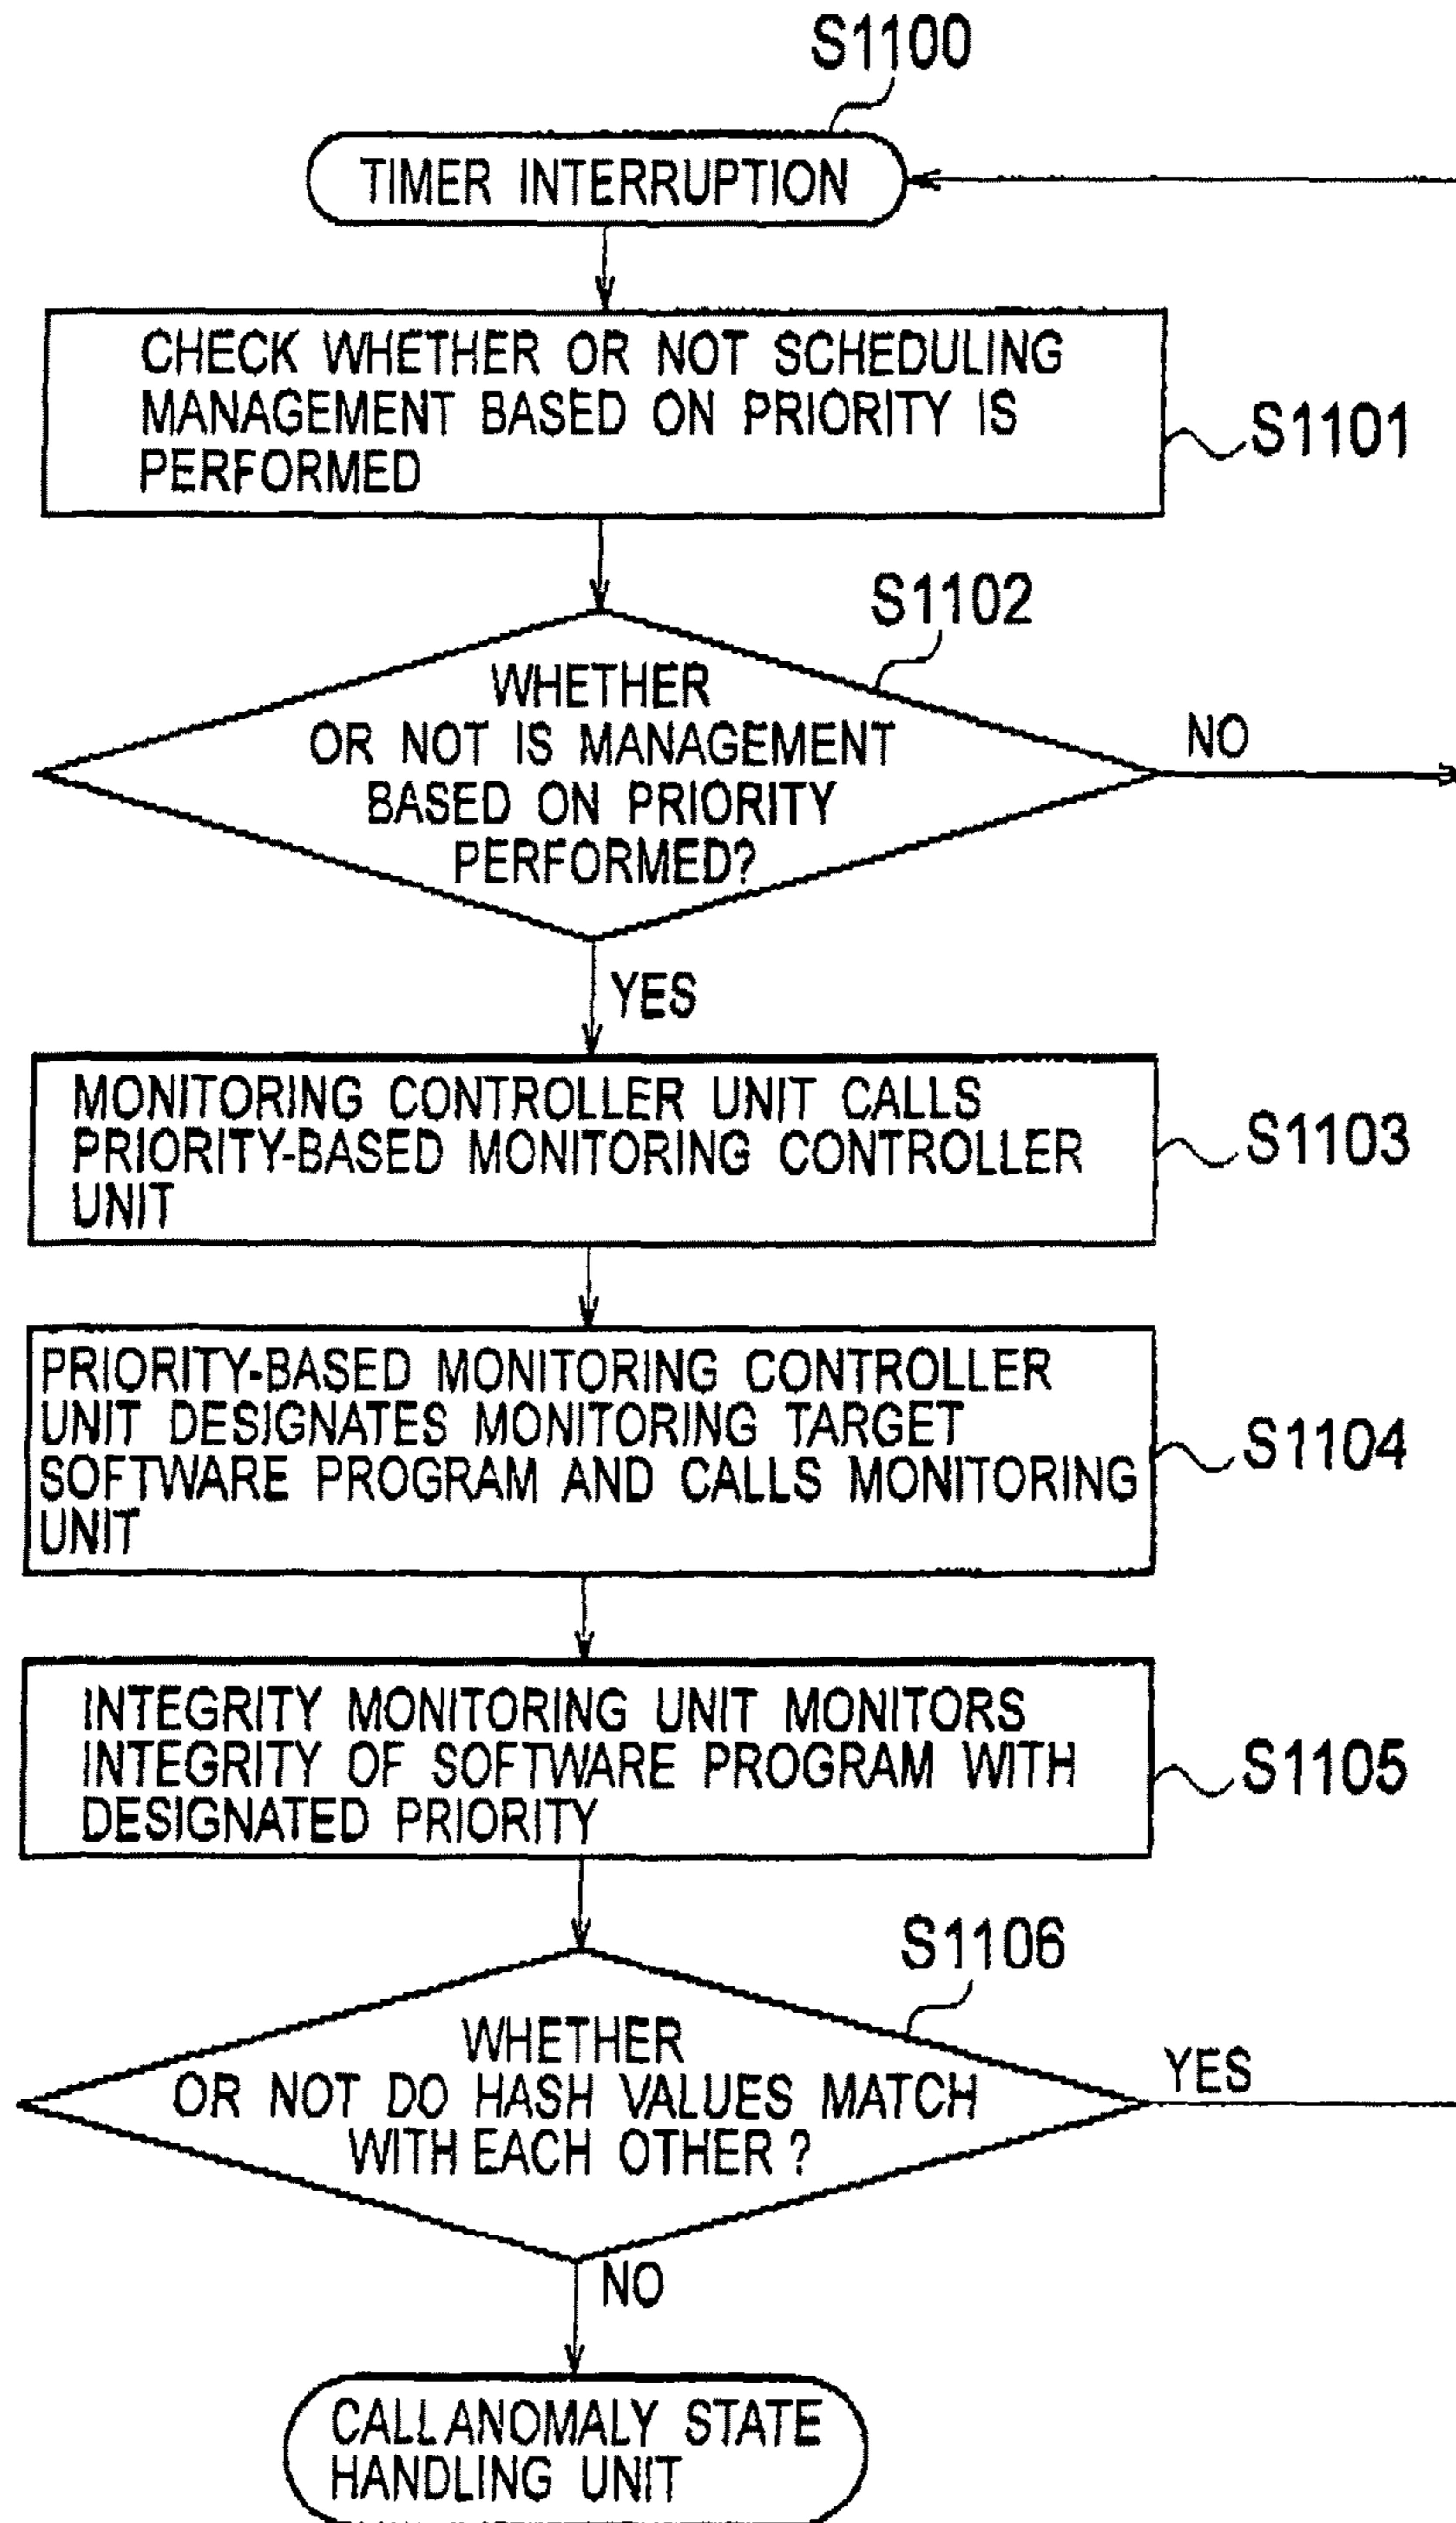 S1100
TIMER INTERRUPTION
CHECK WHETHER OR NOT SCHEDULING
MANAGEMENT BASED ON PRIORITY IS
PERFORMED
S1101
S1102
WHETHER
OR NOT IS MANAGEMENT
BASED ON PRIORITY
PERFORMED?
NO
YES
MONITORING CONTROLLER UNIT CALLS
PRIORITY-BASED MONITORING CONTROLLER
UNIT
S1103
PRIORITY-BASED MONITORING CONTROLLER
UNIT DESIGNATES MONITORING TARGET
SOFTWARE PROGRAM AND CALLS MONITORING
UNIT
S1104
INTEGRITY MONITORING UNIT MONITORS
INTEGRITY OF SOFTWARE PROGRAM WITH
DESIGNATED PRIORITY
S1105
S1106
WHETHER
OR NOT DO HASH VALUES MATCH
WITH EACH OTHER ?
YES
NO
CALL ANOMALY STATE
HANDLING UNIT